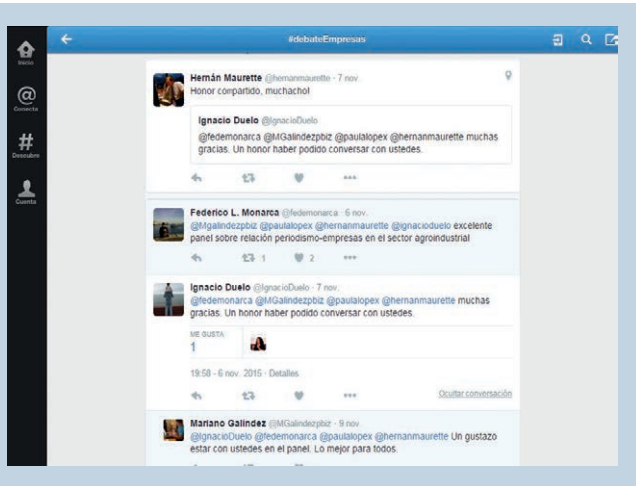 #debateEmpresas
Inicio
Conecta
Descubre
Cuenta
Hernán Maurette @hernanmaurette · 7 nov.
Honor compartido, muchacho!
Ignacio Duelo @IgnacioDuelo
@fedemonarca @MGalindezpbiz @paulalopex @hernanmaurette muchas
gracias. Un honor haber podido conversar con ustedes.
Federico L. Monarca @fedemonarca · 6 nov.
@Mgalindezpbiz @paulalopex @hernanmaurette @ignacioduelo excelente
panel sobre relación periodismo-empresas en el sector agroindustrial
1 2
Ignacio Duelo @IgnacioDuelo · 7 nov.
@fedemonarca @MGalindezpbiz @paulalopex @hernanmaurette muchas
gracias. Un honor haber podido conversar con ustedes.
ME GUSTA
1
19:58 - 6 nov. 2015 · Detalles
Ocultar conversación
Mariano Galindez @MGalindezpbiz · 9 nov.
@IgnacioDuelo @fedemonarca @paulalopex @hernanmaurette Un gustazo
estar con ustedes en el panel. Lo mejor para todos.